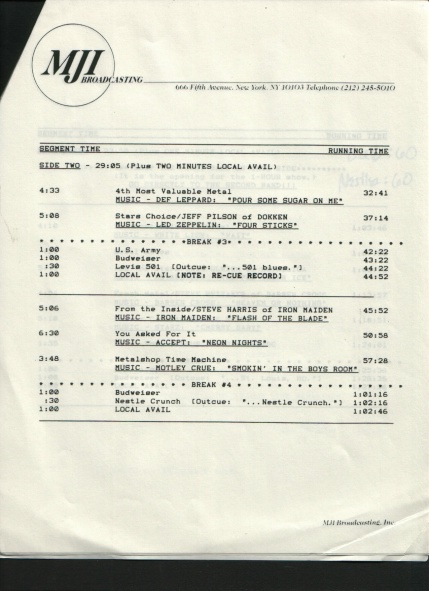 MJI
BROADCASTING
666 Fifth Avenue, New York, NY 10103 Telephone (212) 245-5010
SEGMENT TIME RUNNING TIME
SIDE TWO - 29:05 (Plus TWO MINUTES LOCAL AVAIL)
4:33 4th Most Valuable Metal 32:41
MUSIC - DEF LEPPARD: "POUR SOME SUGAR ON ME"
5:08 Stars Choice/JEFF PILSON of DOKKEN 37:14
MUSIC - LED ZEPPELIN: "FOUR STICKS"
* * * * * * * * * * * * * *BREAK #3* * * * * * * * * * * * * * * *
1:00 U.S. Army 42:22
1:00 Budweiser 43:22
:30 Levis 501 [Outcue: "...501 blues."] 44:22
1:00 LOCAL AVAIL [NOTE: RE-CUE RECORD] 44:52
5:06 From the Inside/STEVE HARRIS of IRON MAIDEN 45:52
MUSIC - IRON MAIDEN: "FLASH OF THE BLADE"
6:30 You Asked For It 50:58
MUSIC - ACCEPT: "NEON NIGHTS"
3:48 Metalshop Time Machine 57:28
MUSIC - MOTLEY CRUE: "SMOKIN' IN THE BOYS ROOM"
* * * * * * * * * * * * * * BREAK #4 * * * * * * * * * * * * * * *
1:00 Budweiser 1:01:16
:30 Nestle Crunch [Outcue: "...Nestle Crunch."] 1:02:16
1:00 LOCAL AVAIL 1:02:46
MJI Broadcasting, Inc